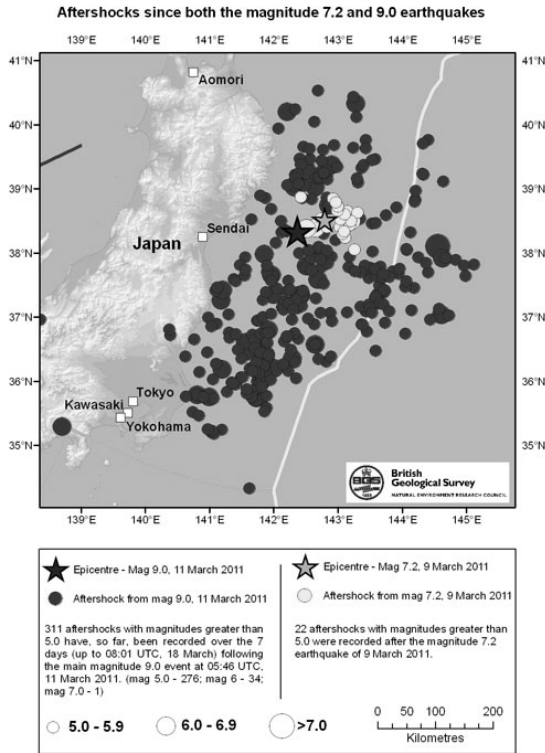 Aftershocks since both the magnitude 7.2 and 9.0 earthquakes
139°E 140°E 141°E 142°E 143°E 144°E 145°E
41°N 41°N
Aomori
40°N 40°N
39°N 39°N
Sendai
Japan
38°N 38°N
37°N 37°N
36°N 36°N
Tokyo
Kawasaki
Yokohama
35°N 35°N
BGS
British
Geological Survey
NATURAL ENVIRONMENT RESEARCH COUNCIL
139°E 140°E 141°E 142°E 143°E 144°E 145°E
Epicentre - Mag 9.0, 11 March 2011
Aftershock from mag 9.0, 11 March 2011
311 aftershocks with magnitudes greater than
5.0 have, so far, been recorded over the 7
days (up to 08:01 UTC, 18 March) following
the main magnitude 9.0 event at 05:46 UTC,
11 March 2011. (mag 5.0 - 276; mag 6 - 34;
mag 7.0 - 1)
Epicentre - Mag 7.2, 9 March 2011
Aftershock from mag 7.2, 9 March 2011
22 aftershocks with magnitudes greater than
5.0 were recorded after the magnitude 7.2
earthquake of 9 March 2011.
5.0 - 5.9 6.0 - 6.9 >7.0
0 50 100 200
Kilometres